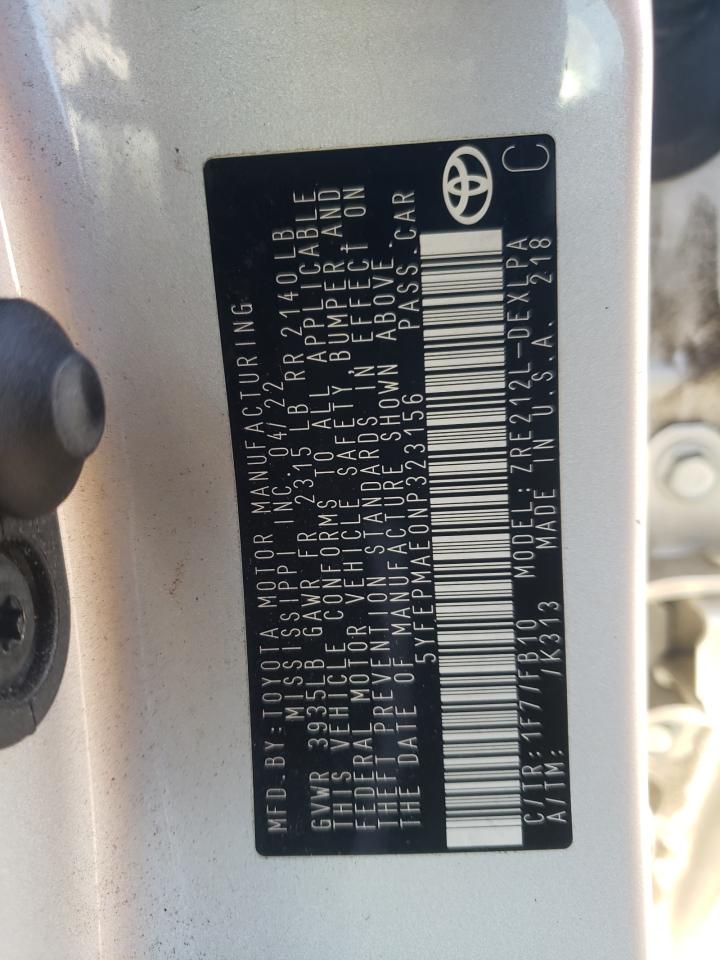 MFD.BY:TOYOTA MOTOR MANUFACTURING
MISSISSIPPI INC. 04/22
GVWR 3935LB GAWR FR 2315 LB RR 2140 LB
THIS VEHICLE CONFORMS TO ALL APPLICABLE
FEDERAL MOTOR VEHICLE SAFETY, BUMPER AND
THEFT PREVENTION STANDARDS IN EFFECT ON
THE DATE OF MANUFACTURE SHOWN ABOVE.
5YFEPMAE0NP323156 PASS.CAR
C/TR: 1F7/FB10 MODEL: ZRE212L-DEXLPA
A/TM: /K313 MADE IN U.S.A. 218
C